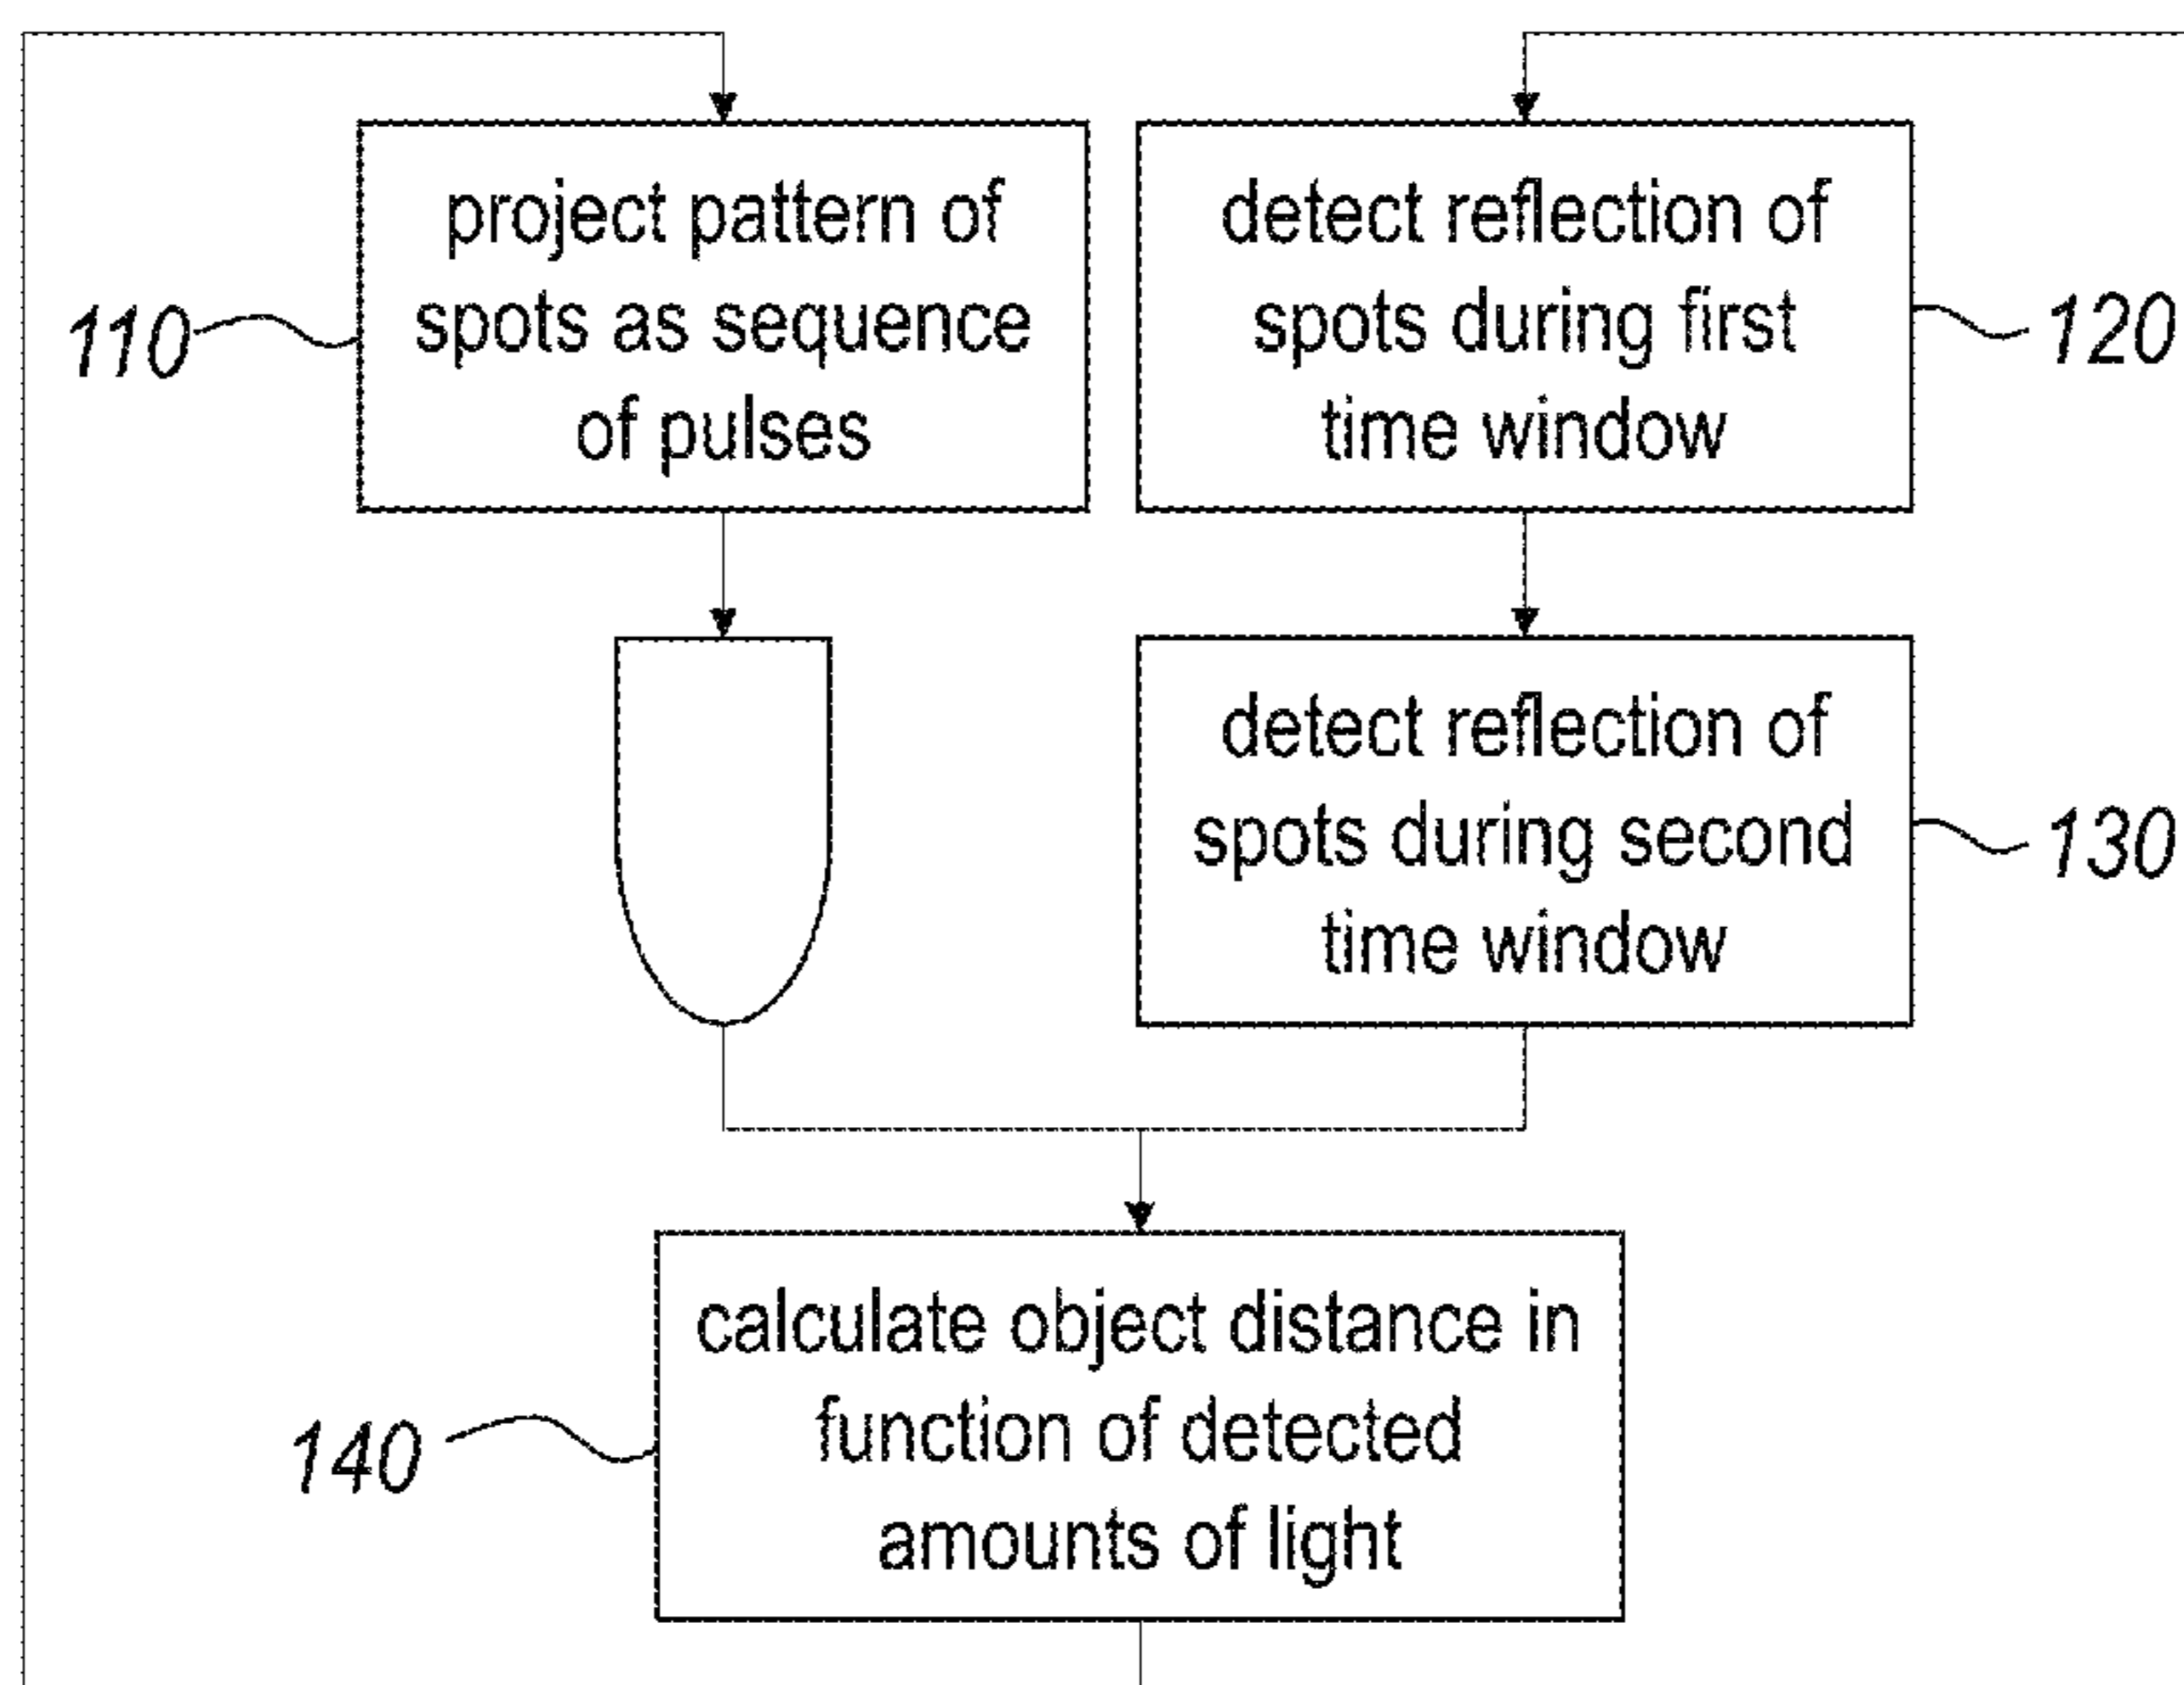 project pattern of
spots as sequence
of pulses
110
detect reflection of
spots during first
time window
120
detect reflection of
spots during second
time window
130
calculate object distance in
function of detected
amounts of light
140